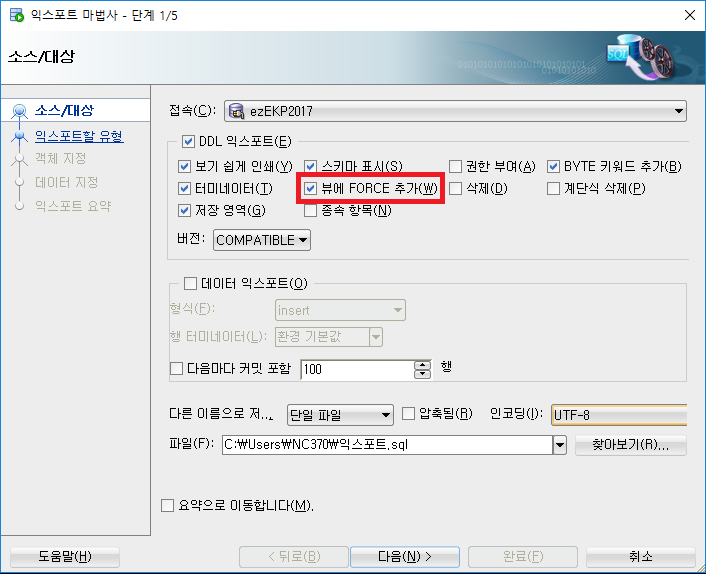 익스포트 마법사 - 단계 1/5
소스/대상
소스/대상
익스포트할 유형
객체 지정
데이터 지정
익스포트 요약
접속(C): ezEKP2017
DDL 익스포트(E)
보기 쉽게 인쇄(Y) 스키마 표시(S) 권한 부여(A) BYTE 키워드 추가(B)
터미네이터(T) 뷰에 FORCE 추가(W) 삭제(D) 계단식 삭제(P)
저장 영역(G) 종속 항목(N)
버전: COMPATIBLE
데이터 익스포트(O)
형식(F): insert
행 터미네이터(L): 환경 기본값
다음마다 커밋 포함 100 행
다른 이름으로 저... 단일 파일 압축됨(R) 인코딩(I): UTF-8
파일(F): C:₩Users₩NC370₩익스포트.sql 찾아보기(R)...
요약으로 이동합니다(M).
도움말(H) < 뒤로(B) 다음(N) > 완료(F) 취소